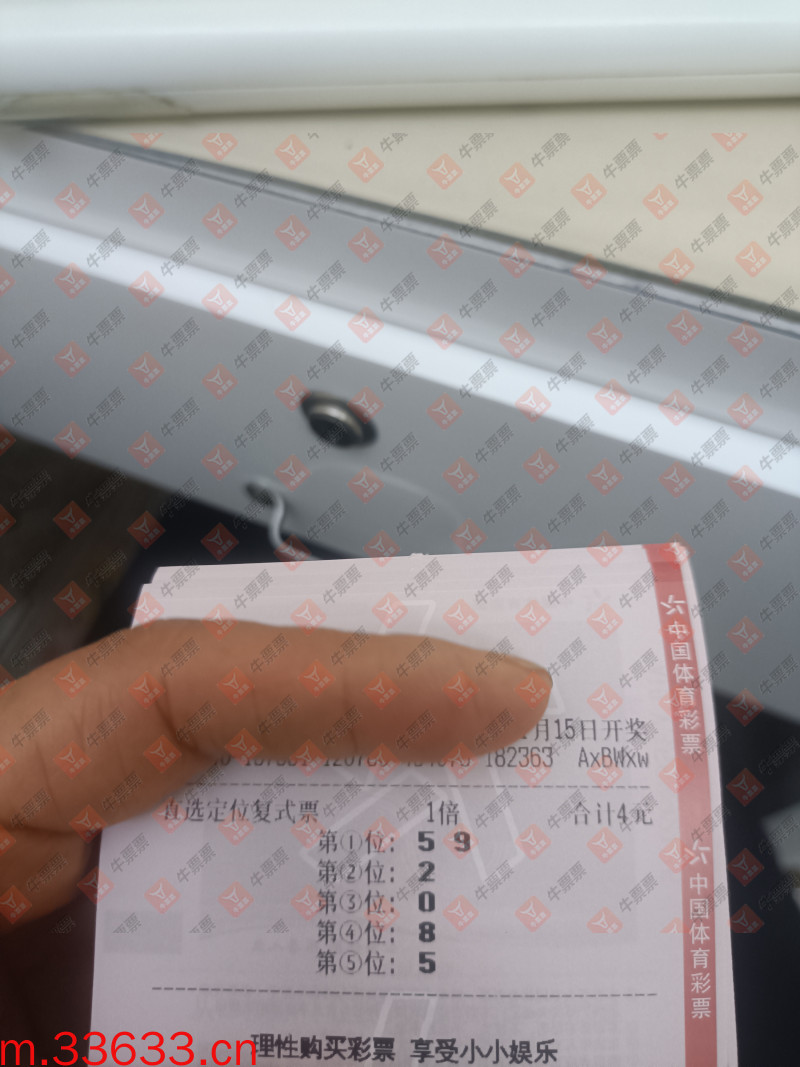 月15日开奖
182363 AxBWxw
直选定位复式票 1倍 合计4元
第①位: 5 9
第②位: 2
第③位: 0
第④位: 8
第⑤位: 5
理性购买彩票 享受小小娱乐
中国体育彩票
中国体育彩票
牛票票
m.33633.cn